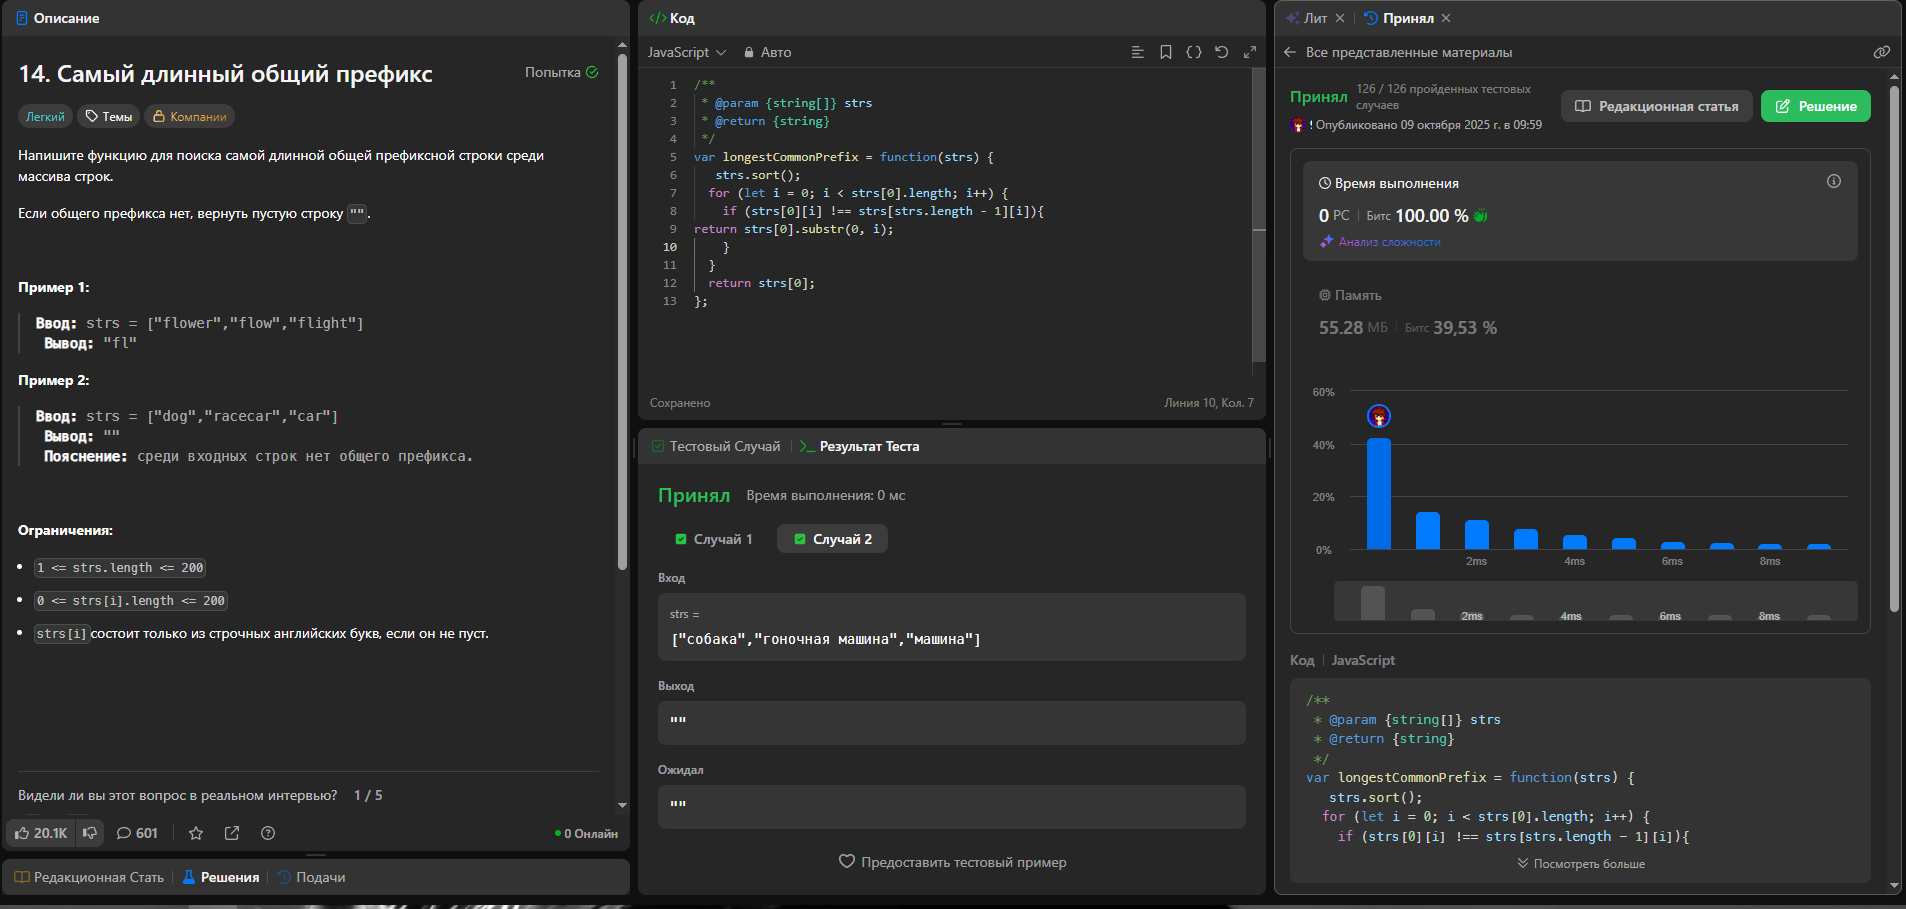 Описание
14. Самый длинный общий префикс
Попытка
Легкий
Темы
Компании
Напишите функцию для поиска самой длинной общей префиксной строки среди
массива строк.
Если общего префикса нет, вернуть пустую строку "".
Пример 1:
Ввод: strs = ["flower","flow","flight"]
Вывод: "fl"
Пример 2:
Ввод: strs = ["dog","racecar","car"]
Вывод: ""
Пояснение: среди входных строк нет общего префикса.
Ограничения:
1 <= strs.length <= 200
0 <= strs[i].length <= 200
strs[i] состоит только из строчных английских букв, если он не пуст.
Видели ли вы этот вопрос в реальном интервью? 1 / 5
20.1K
601
0 Онлайн
Редакционная Стать
Решения
Подачи
Код
JavaScript
Авто
1 /**
2 * @param {string[]} strs
3 * @return {string}
4 */
5 var longestCommonPrefix = function(strs) {
6 strs.sort();
7 for (let i = 0; i < strs[0].length; i++) {
8 if (strs[0][i] !== strs[strs.length - 1][i]){
9 return strs[0].substr(0, i);
10 }
11 }
12 return strs[0];
13 };
Сохранено
Линия 10, Кол. 7
Тестовый Случай
Результат Теста
Принял
Время выполнения: 0 мс
Случай 1
Случай 2
Вход
strs =
["собака","гоночная машина","машина"]
Выход
""
Ожидал
""
Предоставить тестовый пример
Лит
Принял
Все представленные материалы
Принял
126 / 126 пройденных тестовых
случаев
Опубликовано 09 октября 2025 г. в 09:59
Редакционная статья
Решение
Время выполнения
0 РС
Битс 100.00 %
Анализ сложности
Память
55.28 МБ
Битс 39,53 %
60%
40%
20%
0%
2ms
4ms
6ms
8ms
2ms
4ms
6ms
8ms
Код
JavaScript
/**
* @param {string[]} strs
* @return {string}
*/
var longestCommonPrefix = function(strs) {
strs.sort();
for (let i = 0; i < strs[0].length; i++) {
if (strs[0][i] !== strs[strs.length - 1][i]){
Посмотреть больше